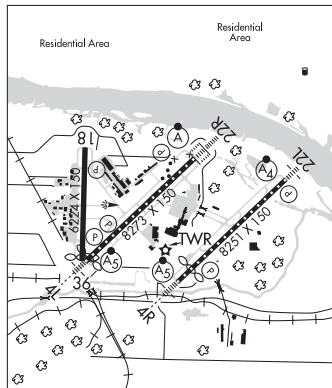 Residential Area
Residential
Area
18
A
22R
22L
P
P
A4
6222 X 150
8273 X 150
P
P
P
TWR
8251 X 150
A5
A5
P
4L
36
4R